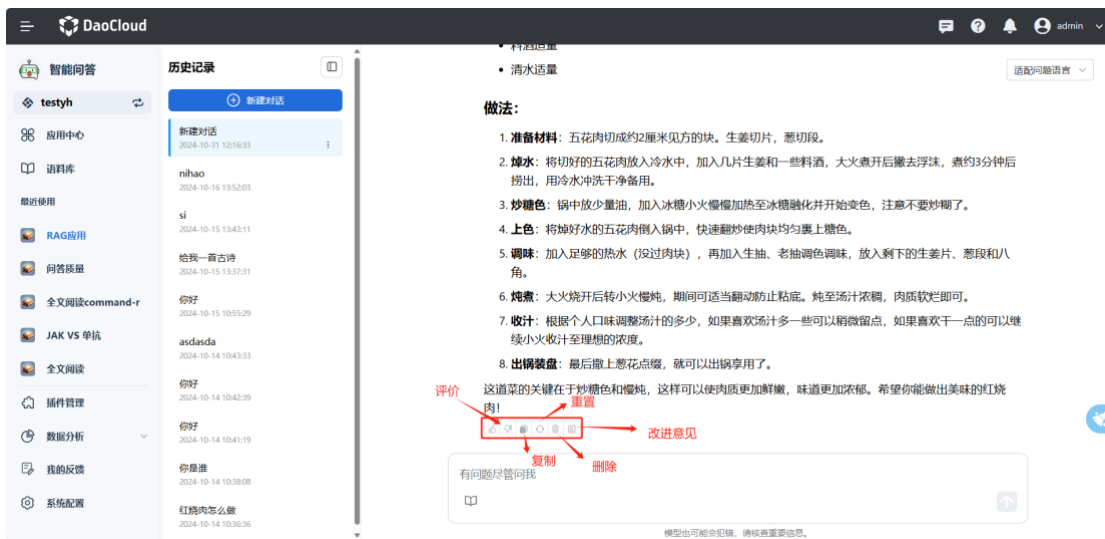 DaoCloud
admin
智能问答
testyh
应用中心
语料库
最近使用
RAG应用
问答质量
全文阅读command-r
JAK VS 单抗
全文阅读
插件管理
数据分析
我的反馈
系统配置
历史记录
新建对话
新建对话
2024-10-31 12:16:33
nihao
2024-10-16 13:52:03
si
2024-10-15 13:43:11
给我一首古诗
2024-10-15 13:37:31
你好
2024-10-15 10:55:29
asdasda
2024-10-14 10:43:33
你好
2024-10-14 10:42:39
你好
2024-10-14 10:41:19
你是谁
2024-10-14 10:38:08
红烧肉怎么做
2024-10-14 10:36:36
适配问题语言
• 料酒适量
• 清水适量
做法：
1. 准备材料：五花肉切成约2厘米见方的块。生姜切片，葱切段。
2. 焯水：将切好的五花肉放入冷水中，加入几片生姜和一些料酒，大火煮开后撇去浮沫，煮约3分钟后
捞出，用冷水冲洗干净备用。
3. 炒糖色：锅中放少量油，加入冰糖小火慢慢加热至冰糖融化并开始变色，注意不要炒糊了。
4. 上色：将焯好水的五花肉倒入锅中，快速翻炒使肉块均匀裹上糖色。
5. 调味：加入足够的热水（没过肉块），再加入生抽、老抽调色调味，放入剩下的生姜片、葱段和八
角。
6. 炖煮：大火烧开后转小火慢炖，期间可适当翻动防止粘底。炖至汤汁浓稠，肉质软烂即可。
7. 收汁：根据个人口味调整汤汁的多少，如果喜欢汤汁多一些可以稍微留点，如果喜欢干一点的可以继
续小火收汁至理想的浓度。
8. 出锅装盘：最后撒上葱花点缀，就可以出锅享用了。
这道菜的关键在于炒糖色和慢炖，这样可以使肉质更加鲜嫩，味道更加浓郁。希望你能做出美味的红烧
肉！
评价
重置
改进意见
复制
删除
有问题尽管问我
模型也可能会犯错，请核查重要信息。